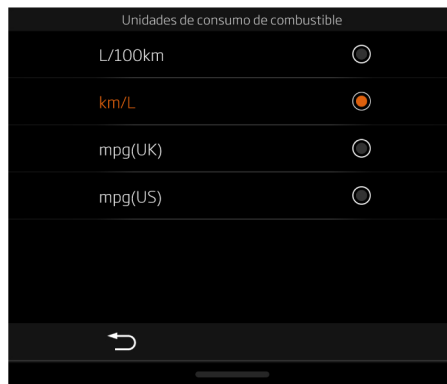 Unidades de consumo de combustible
L/100km
km/L
mpg(UK)
mpg(US)